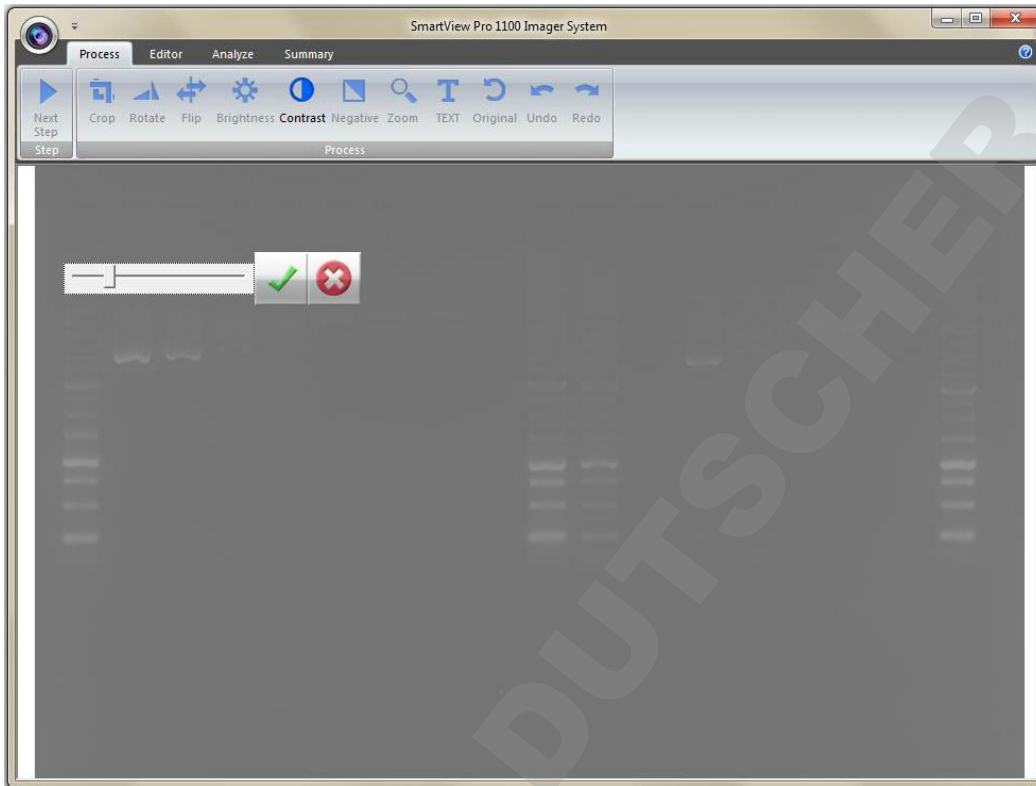 SmartView Pro 1100 Imager System
Process Editor Analyze Summary
Next Step Crop Rotate Flip Brightness Contrast Negative Zoom TEXT Original Undo Redo
Step Process
DUTSCHER